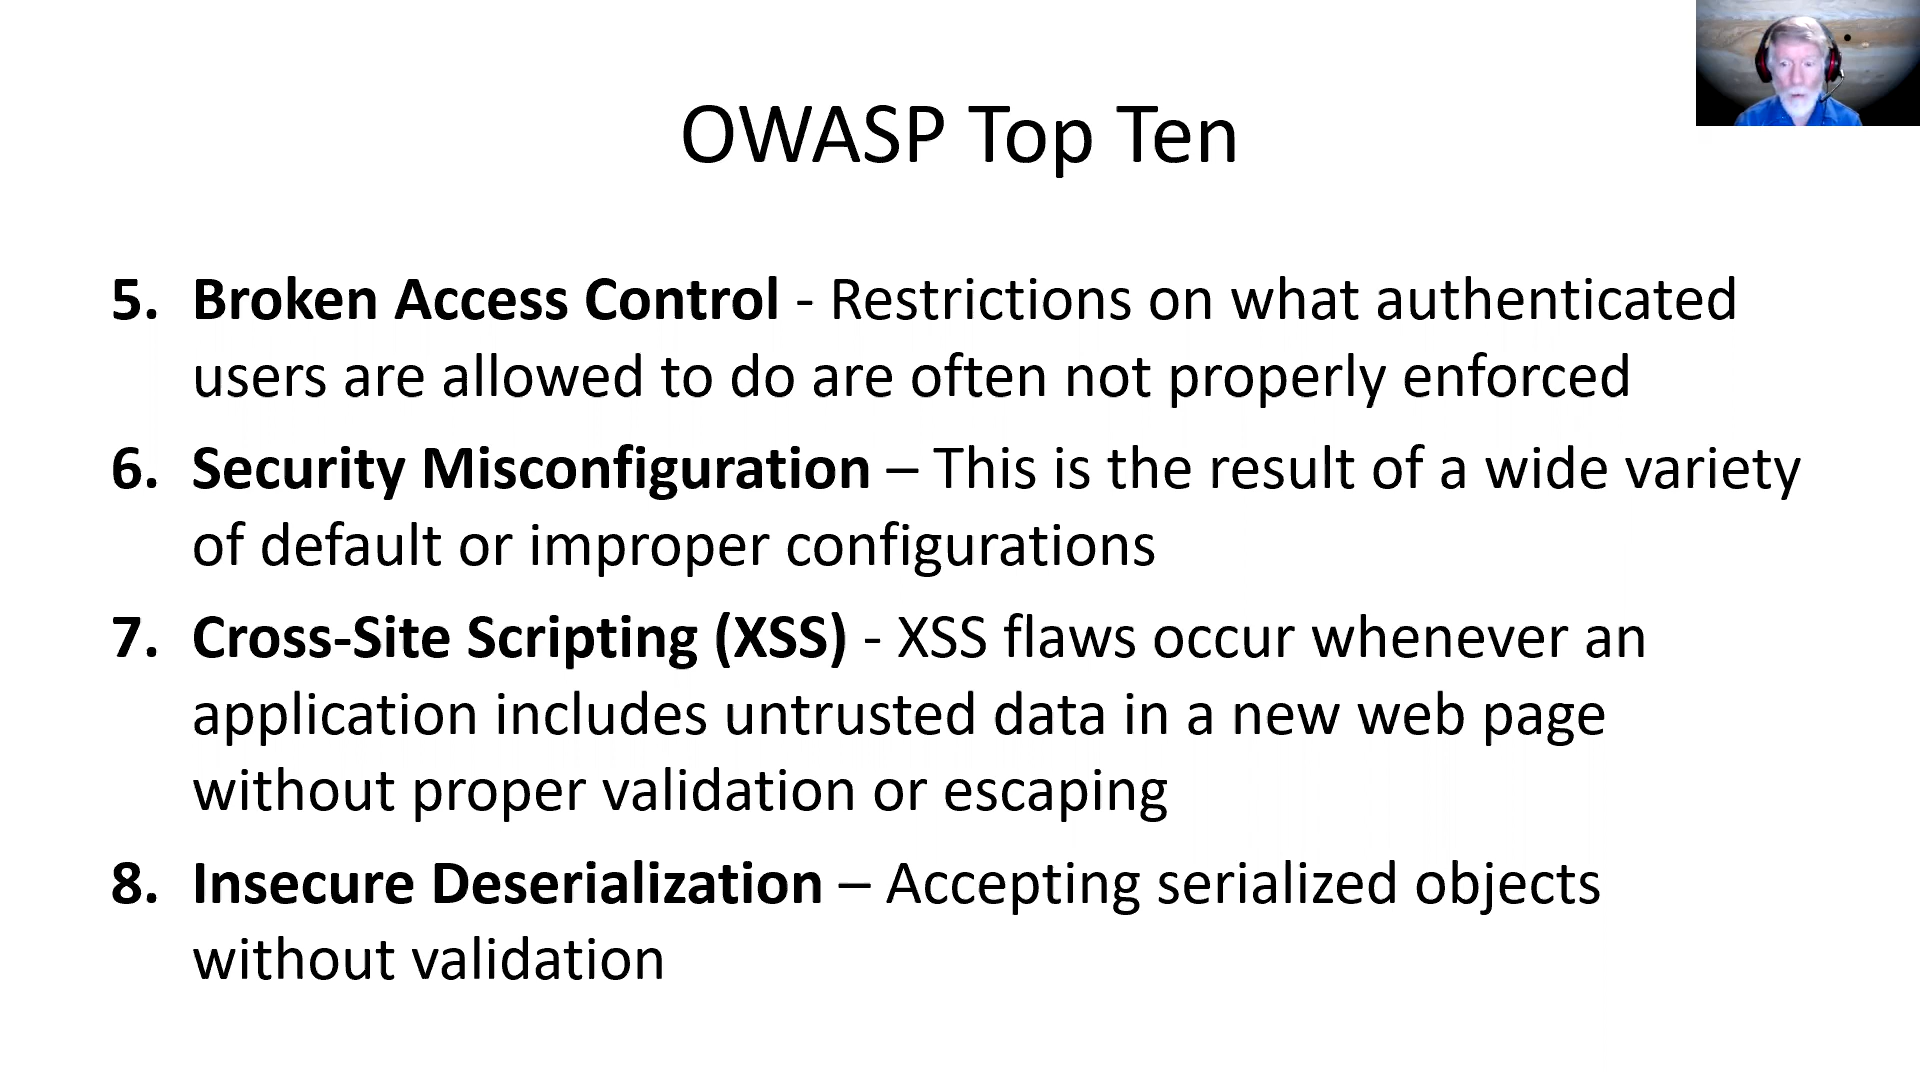 OWASP Top Ten
5. Broken Access Control - Restrictions on what authenticated
users are allowed to do are often not properly enforced
6. Security Misconfiguration – This is the result of a wide variety
of default or improper configurations
7. Cross-Site Scripting (XSS) - XSS flaws occur whenever an
application includes untrusted data in a new web page
without proper validation or escaping
8. Insecure Deserialization – Accepting serialized objects
without validation